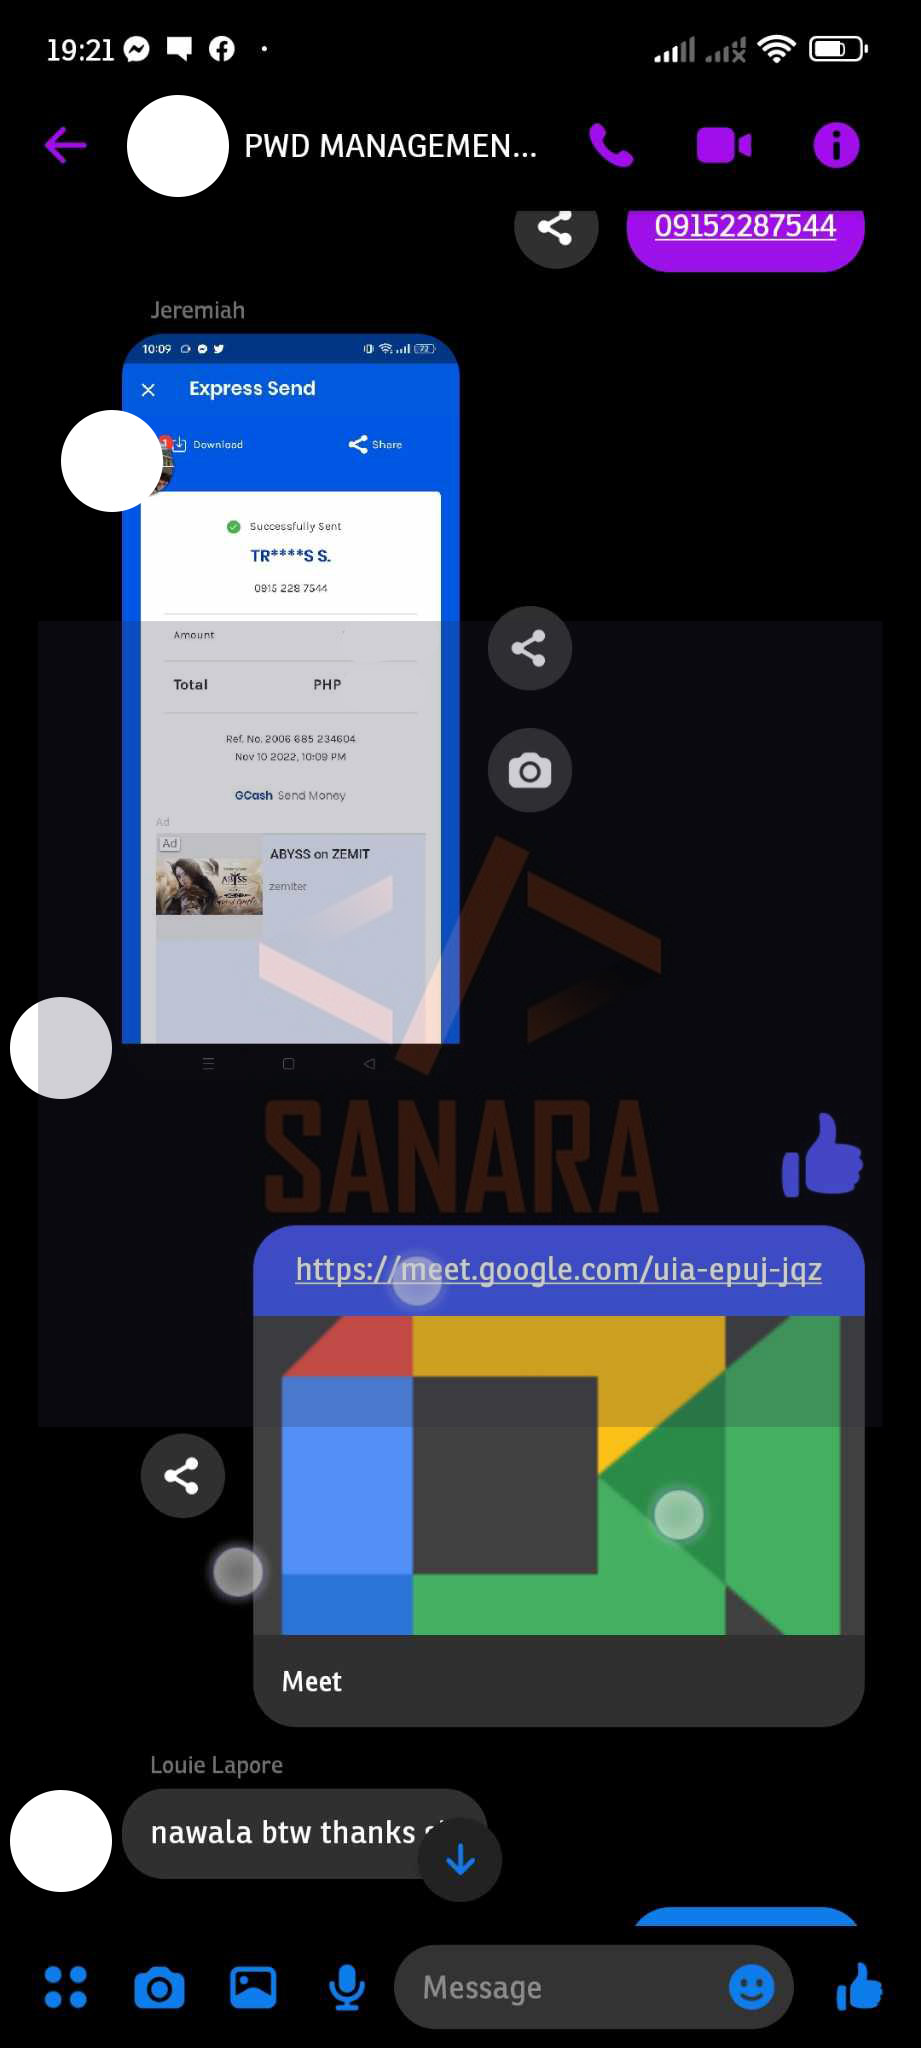 19:21
PWD MANAGEMEN...
09152287544
Jeremiah
10:09
Express Send
Download
Share
Successfully Sent
TR****S S.
0915 228 7544
Amount
Total PHP
Ref. No. 2006 685 234604
Nov 10 2022, 10:09 PM
GCash Send Money
Ad
Ad
ABYSS on ZEMIT
zemiter
ABYSS
SANARA
https://meet.google.com/uia-epuj-jqz
Meet
Louie Lapore
nawala btw thanks
Message